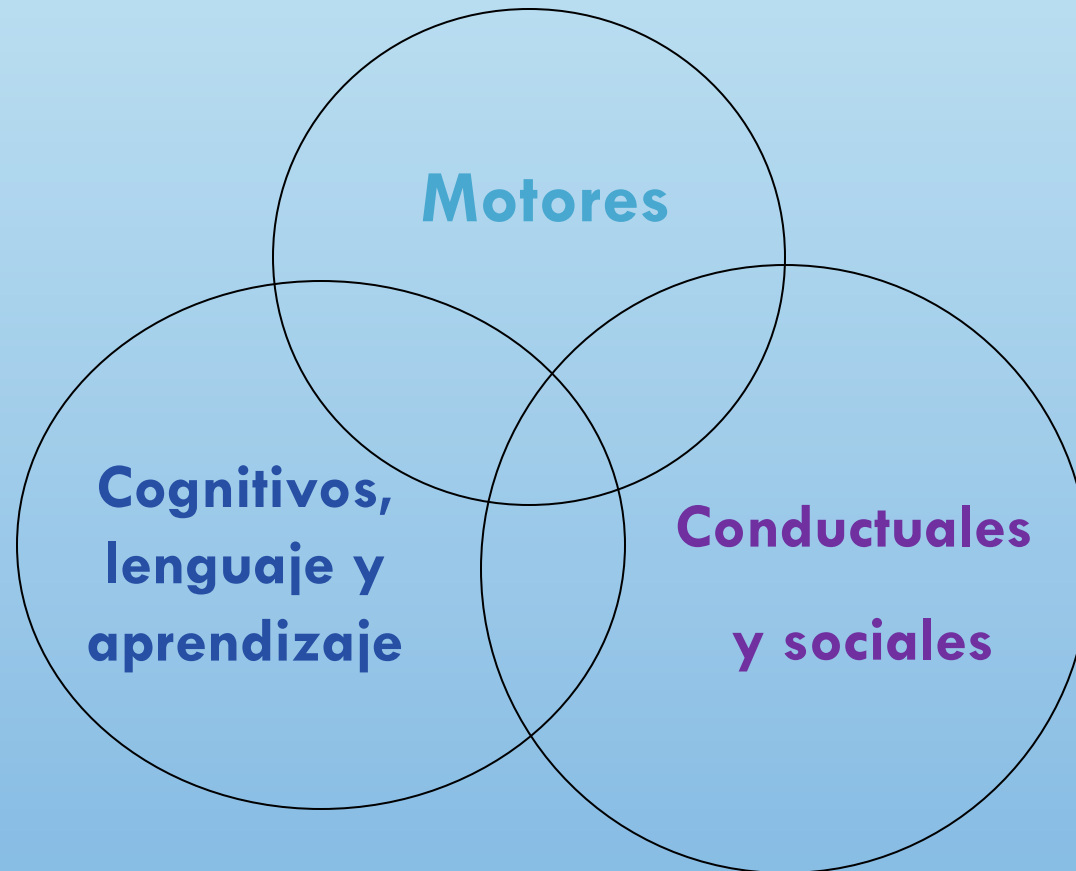 Motores
Cognitivos,
lenguaje y
aprendizaje
Conductuales
y sociales